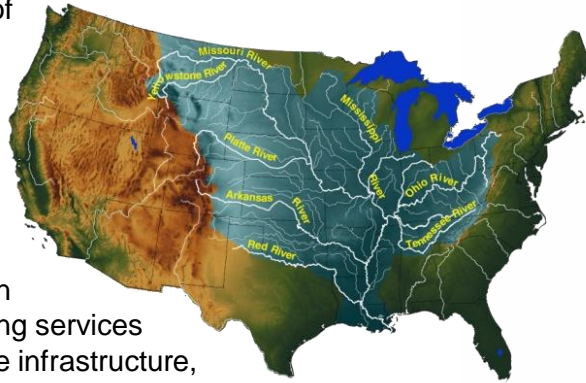 of
Missouri River
Yellowstone River
Mississippi
River
Platte River
Ohio River
Arkansas
River
Tennessee River
Red River
ng services
e infrastructure,